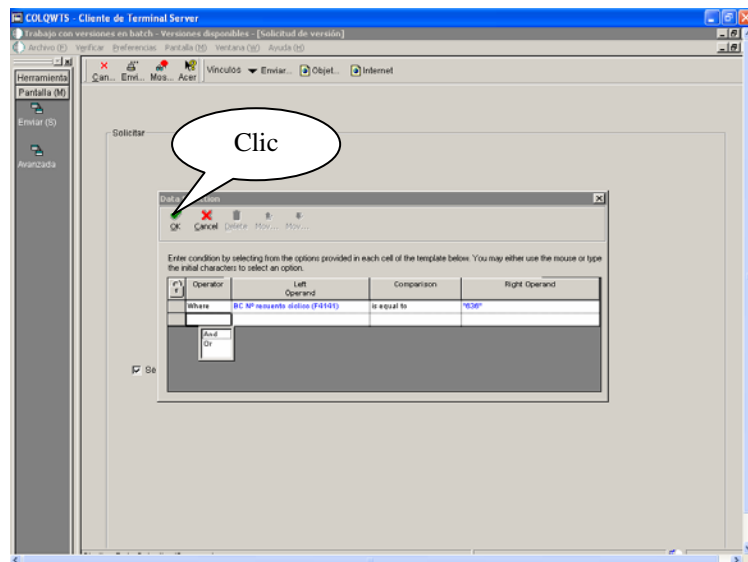 COLQWTS - Cliente de Terminal Server
Trabajo con versiones en batch - Versiones disponibles - [Solicitud de versión]
Archivo (F) Verificar Preferencias Pantalla (M) Ventana (W) Ayuda (H)
Can... Envi... Mos... Acer Vínculos Enviar... Objet... Internet
Herramienta
Pantalla (M)
Enviar (S)
Avanzada
Solicitar
Clic
OK Cancel Delete Mov... Mov...
Enter condition by selecting from the options provided in each cell of the template below. You may either use the mouse or type
the initial characters to select an option.
Operator Left Operand Comparison Right Operand
Where BC Nº recuento cíclico (F4141) is equal to "636"
And
Or
Se